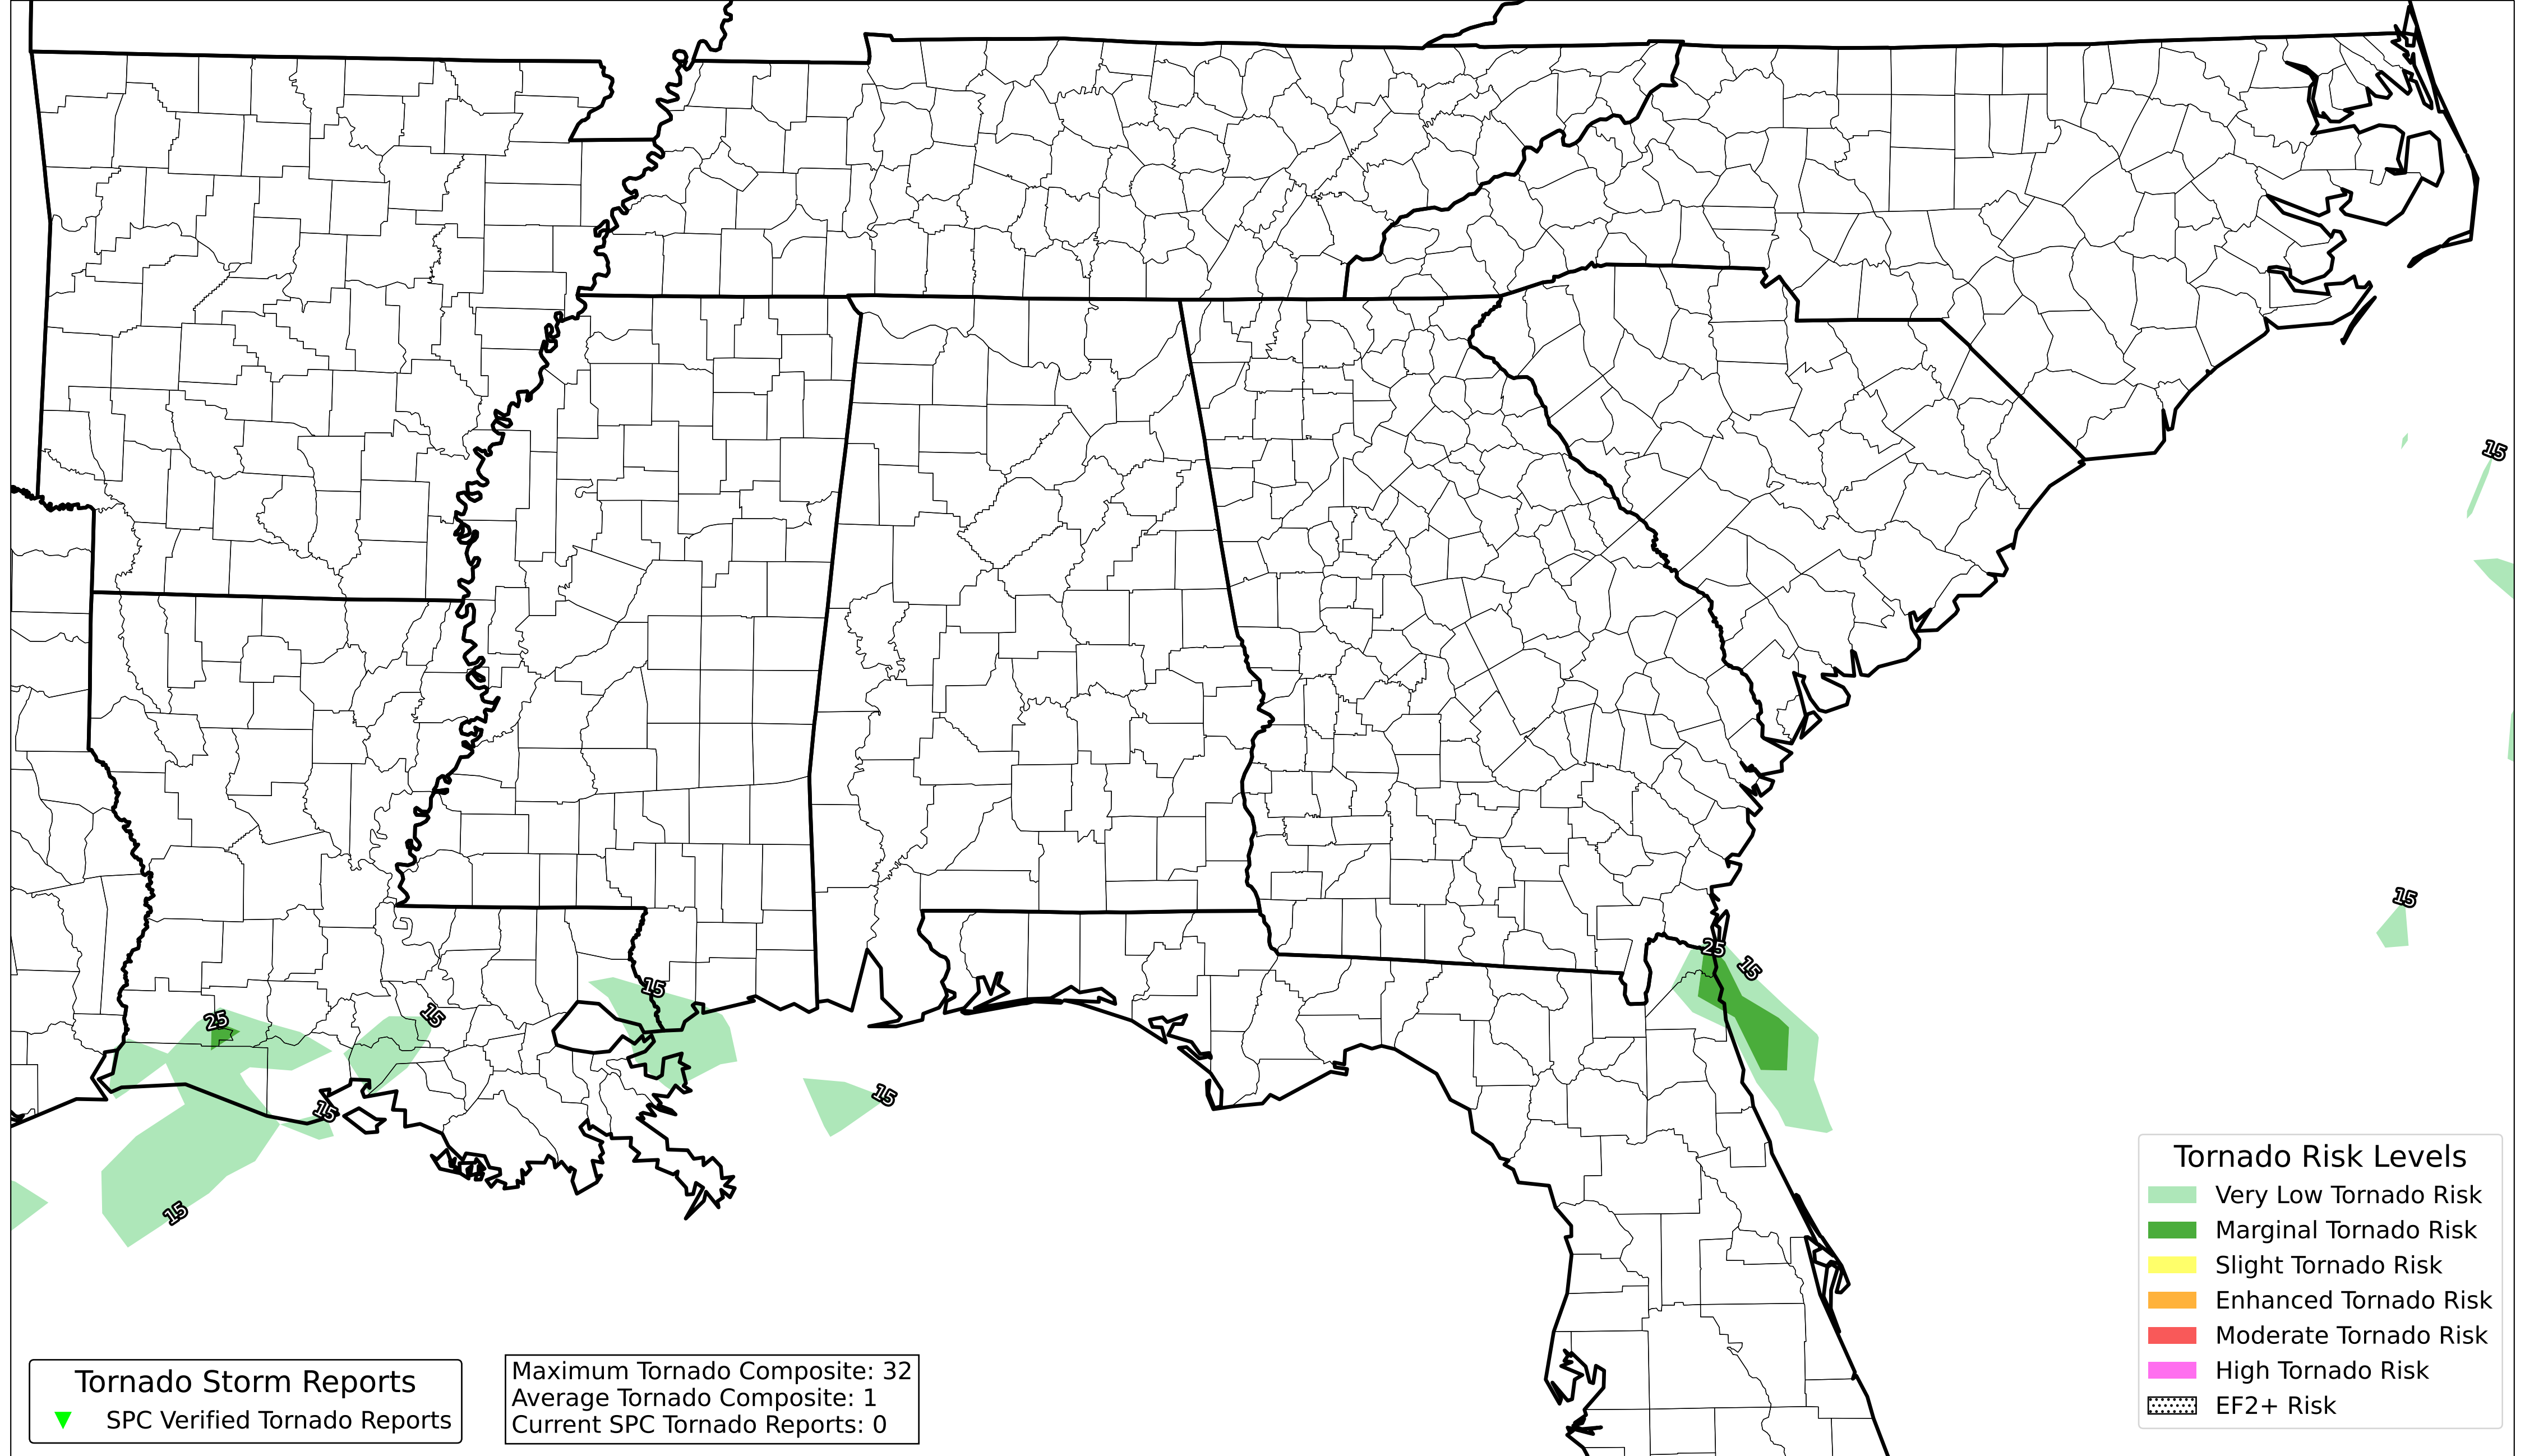 15
15
25
15
15
15
25
15
15
15
15
Tornado Risk Levels
Very Low Tornado Risk
Marginal Tornado Risk
Slight Tornado Risk
Enhanced Tornado Risk
Moderate Tornado Risk
High Tornado Risk
EF2+ Risk
Tornado Storm Reports
SPC Verified Tornado Reports
Maximum Tornado Composite: 32
Average Tornado Composite: 1
Current SPC Tornado Reports: 0